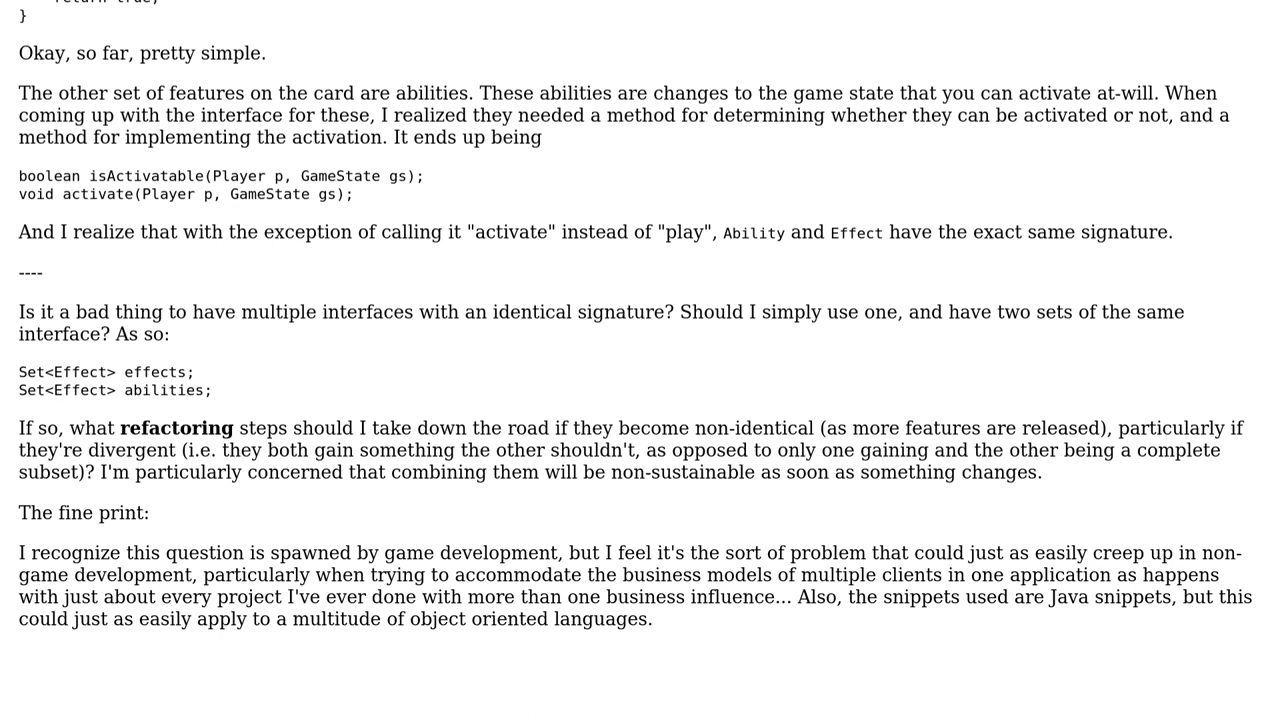 }
Okay, so far, pretty simple.
The other set of features on the card are abilities. These abilities are changes to the game state that you can activate at-will. When
coming up with the interface for these, I realized they needed a method for determining whether they can be activated or not, and a
method for implementing the activation. It ends up being
boolean isActivatable(Player p, GameState gs);
void activate(Player p, GameState gs);
And I realize that with the exception of calling it "activate" instead of "play", Ability and Effect have the exact same signature.
----
Is it a bad thing to have multiple interfaces with an identical signature? Should I simply use one, and have two sets of the same
interface? As so:
Set<Effect> effects;
Set<Effect> abilities;
If so, what refactoring steps should I take down the road if they become non-identical (as more features are released), particularly if
they're divergent (i.e. they both gain something the other shouldn't, as opposed to only one gaining and the other being a complete
subset)? I'm particularly concerned that combining them will be non-sustainable as soon as something changes.
The fine print:
I recognize this question is spawned by game development, but I feel it's the sort of problem that could just as easily creep up in non-
game development, particularly when trying to accommodate the business models of multiple clients in one application as happens
with just about every project I've ever done with more than one business influence... Also, the snippets used are Java snippets, but this
could just as easily apply to a multitude of object oriented languages.